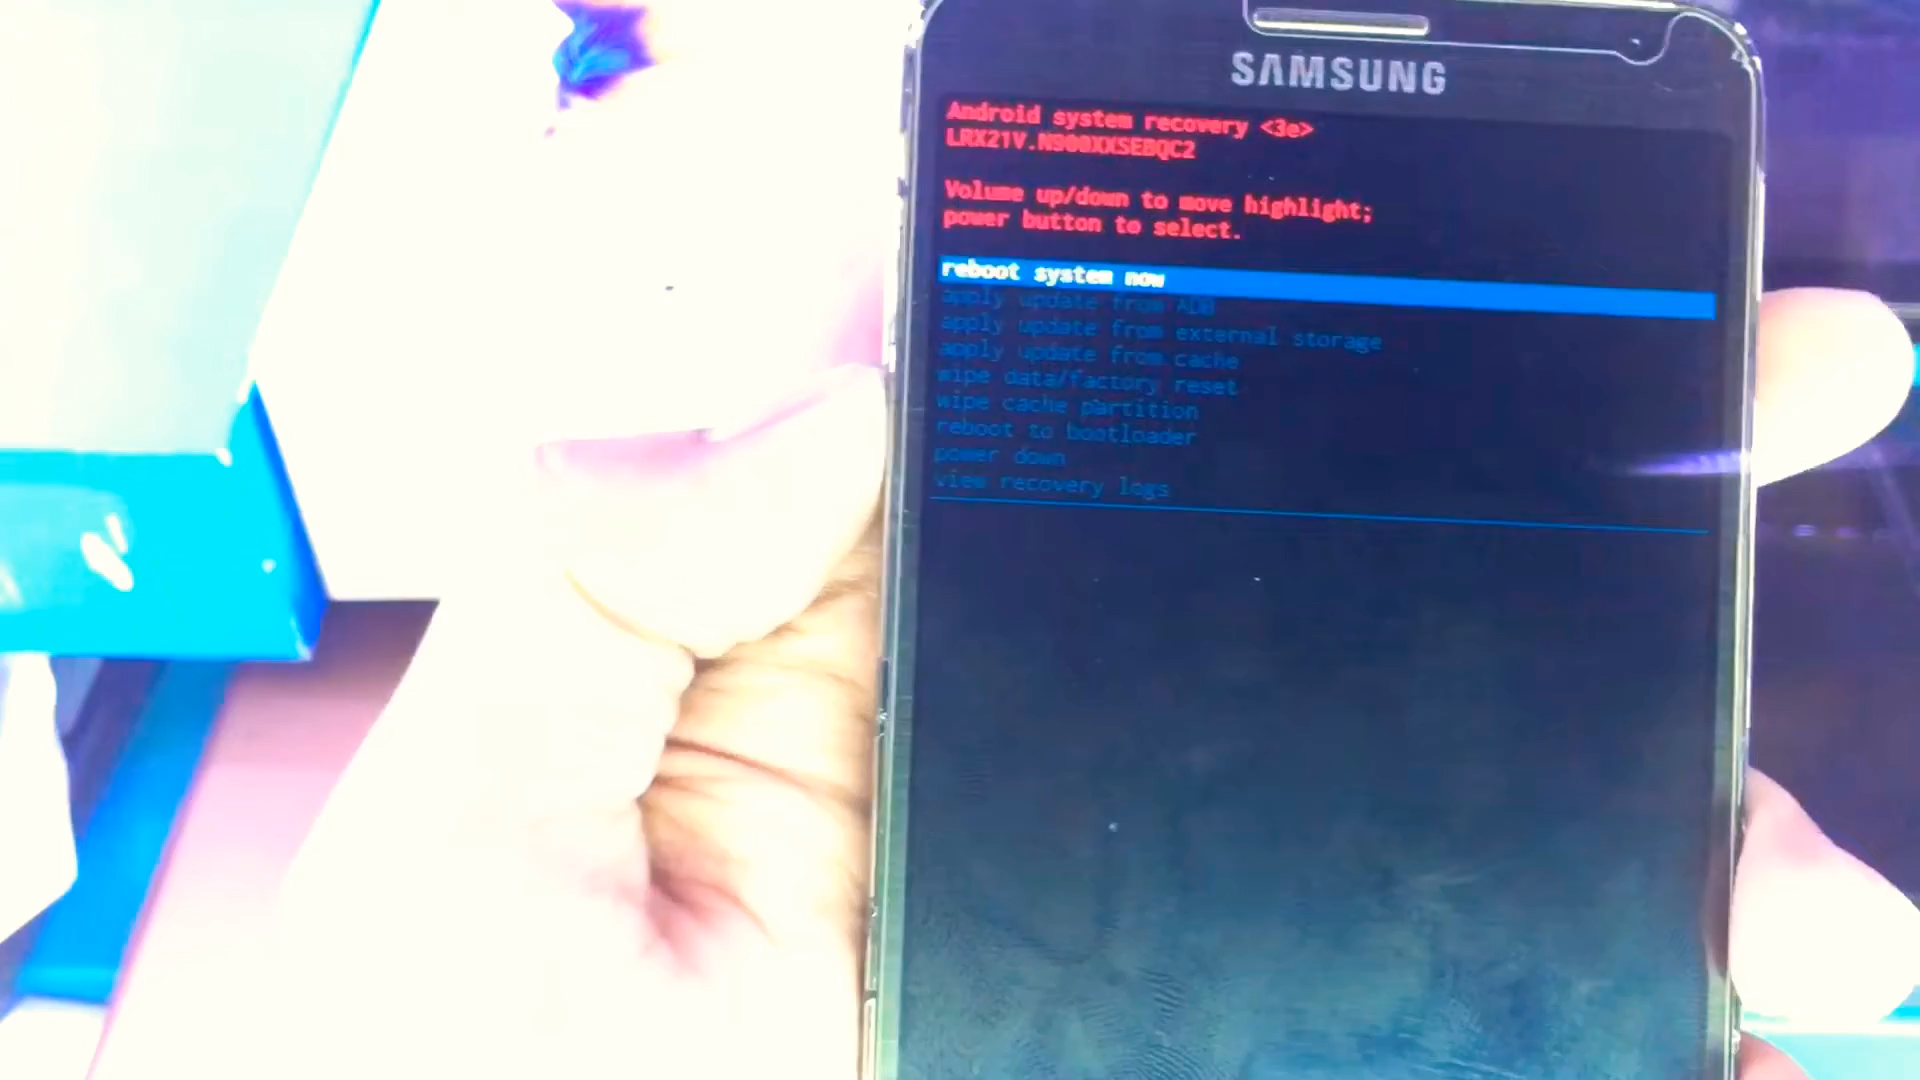 SAMSUNG
Android system recovery <3e>
LRX21V.N900XXSEBQC2
Volume up/down to move highlight;
power button to select.
reboot system now
apply update from ADB
apply update from external storage
apply update from cache
wipe data/factory reset
wipe cache partition
reboot to bootloader
power down
view recovery logs